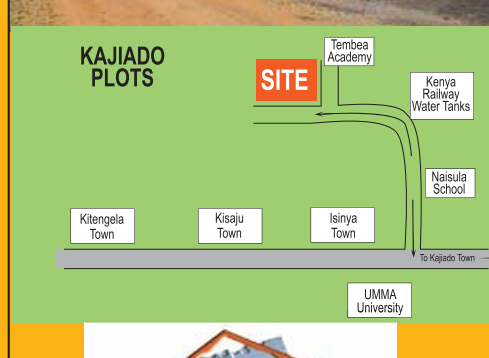 KAJIADO
PLOTS
SITE
Tembea
Academy
Kenya
Railway
Water Tanks
Naisula
School
Kitengela
Town
Kisaju
Town
Isinya
Town
To Kajiado Town
UMMA
University